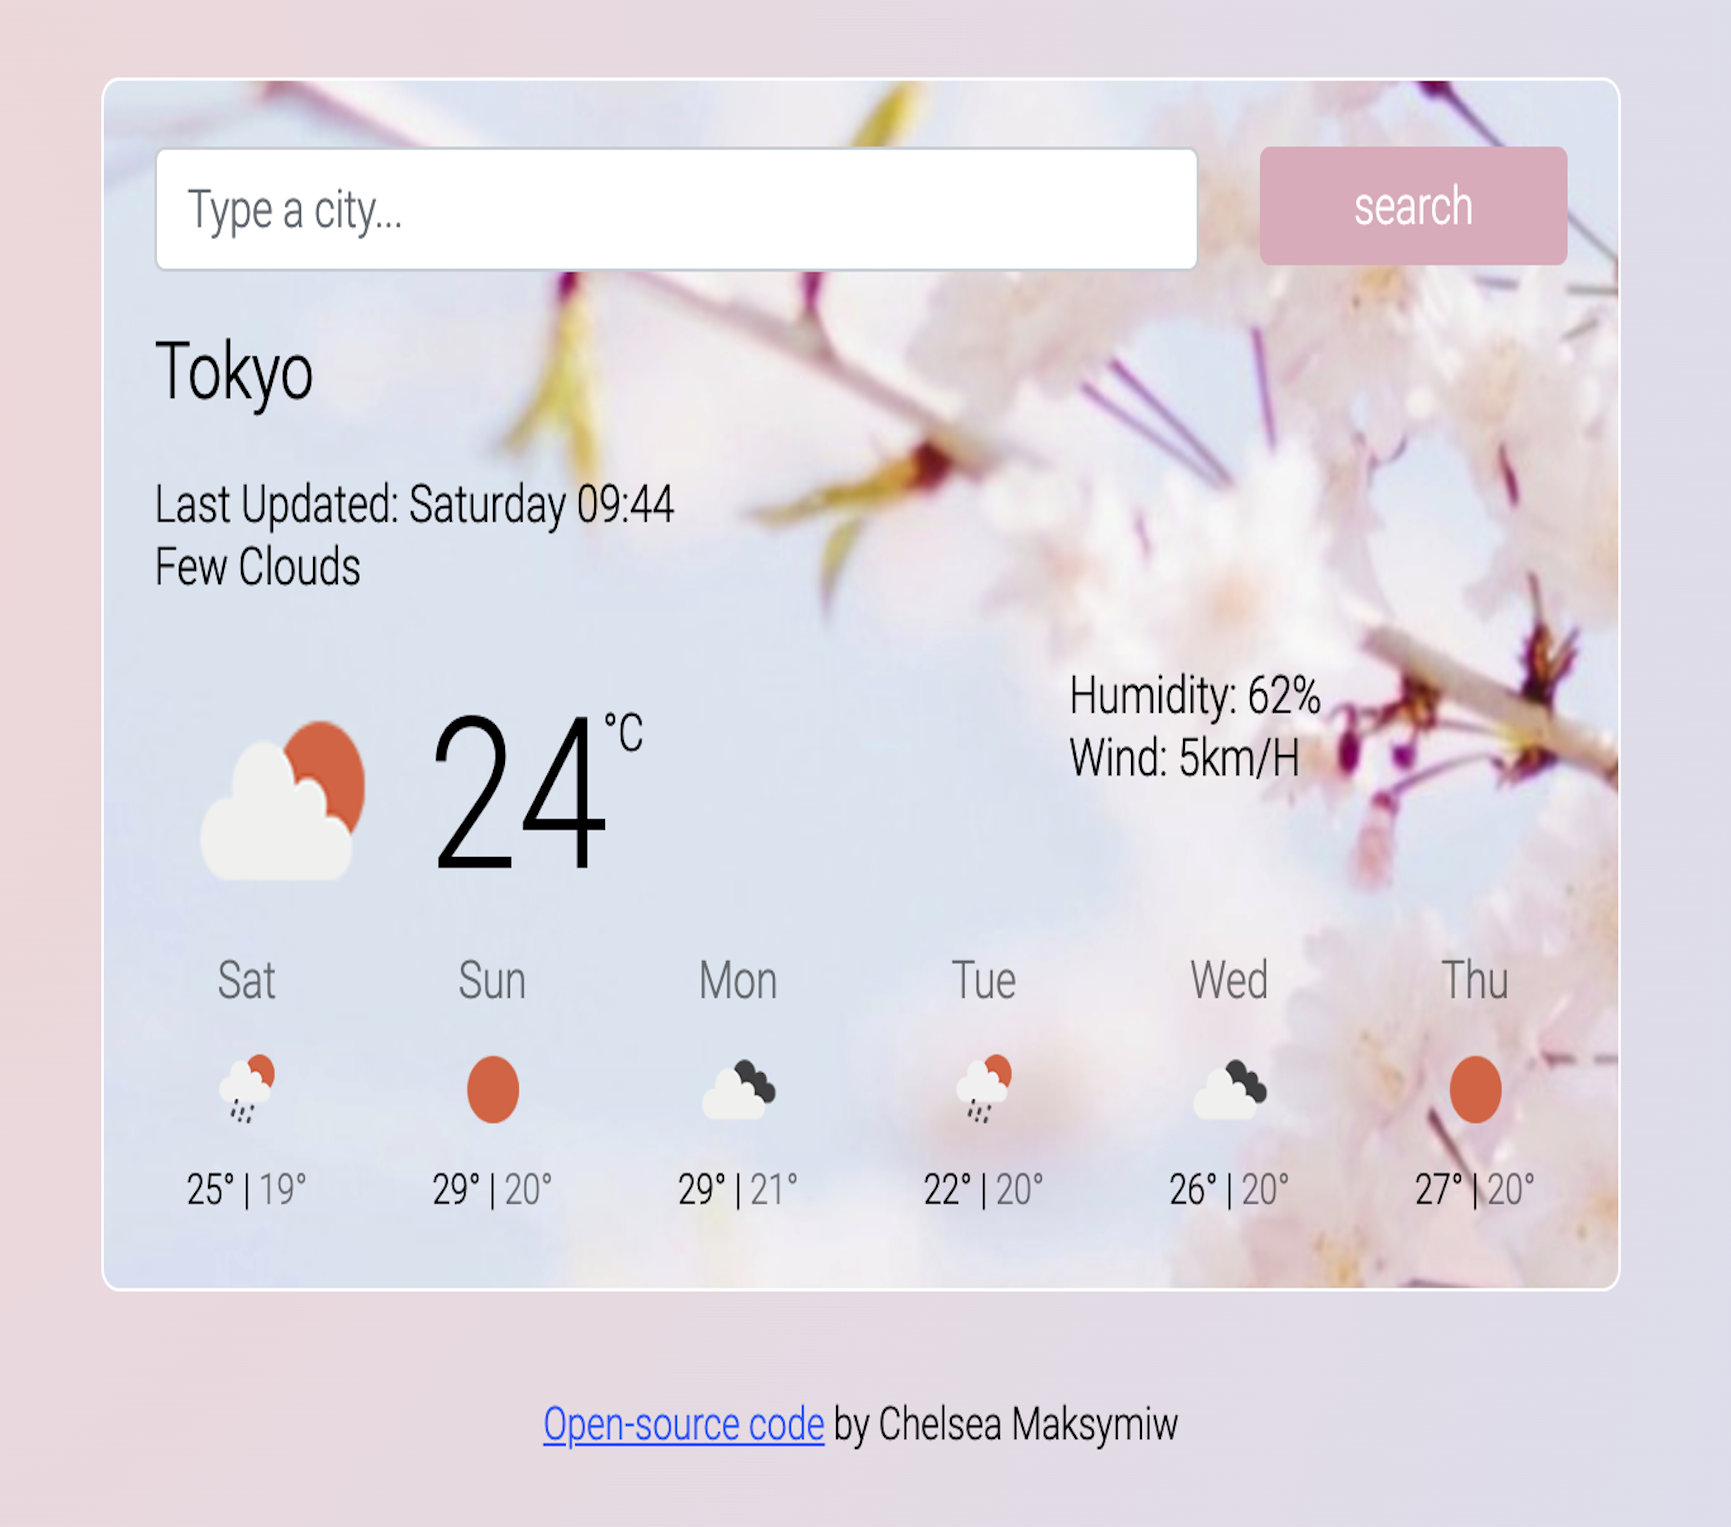 Type a city...
search
Tokyo
Last Updated: Saturday 09:44
Few Clouds
24 °C
Humidity: 62%
Wind: 5km/H
Sat Sun Mon Tue Wed Thu
25° | 19° 29° | 20° 29° | 21° 22° | 20° 26° | 20° 27° | 20°
Open-source code by Chelsea Maksymiw